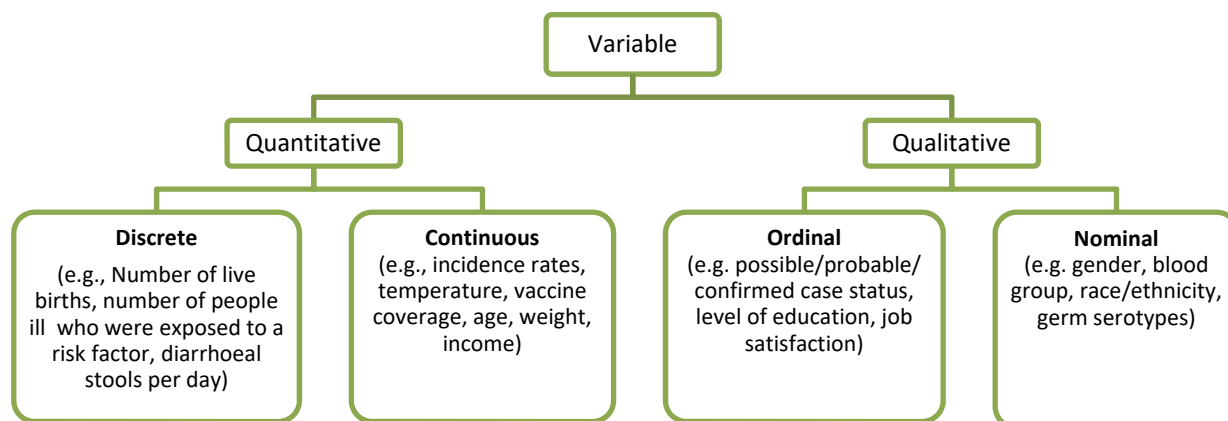 Variable
Quantitative
Qualitative
Discrete
(e.g., Number of live
births, number of people
ill who were exposed to a
risk factor, diarrhoeal
stools per day)
Continuous
(e.g., incidence rates,
temperature, vaccine
coverage, age, weight,
income)
Ordinal
(e.g. possible/probable/
confirmed case status,
level of education, job
satisfaction)
Nominal
(e.g. gender, blood
group, race/ethnicity,
germ serotypes)